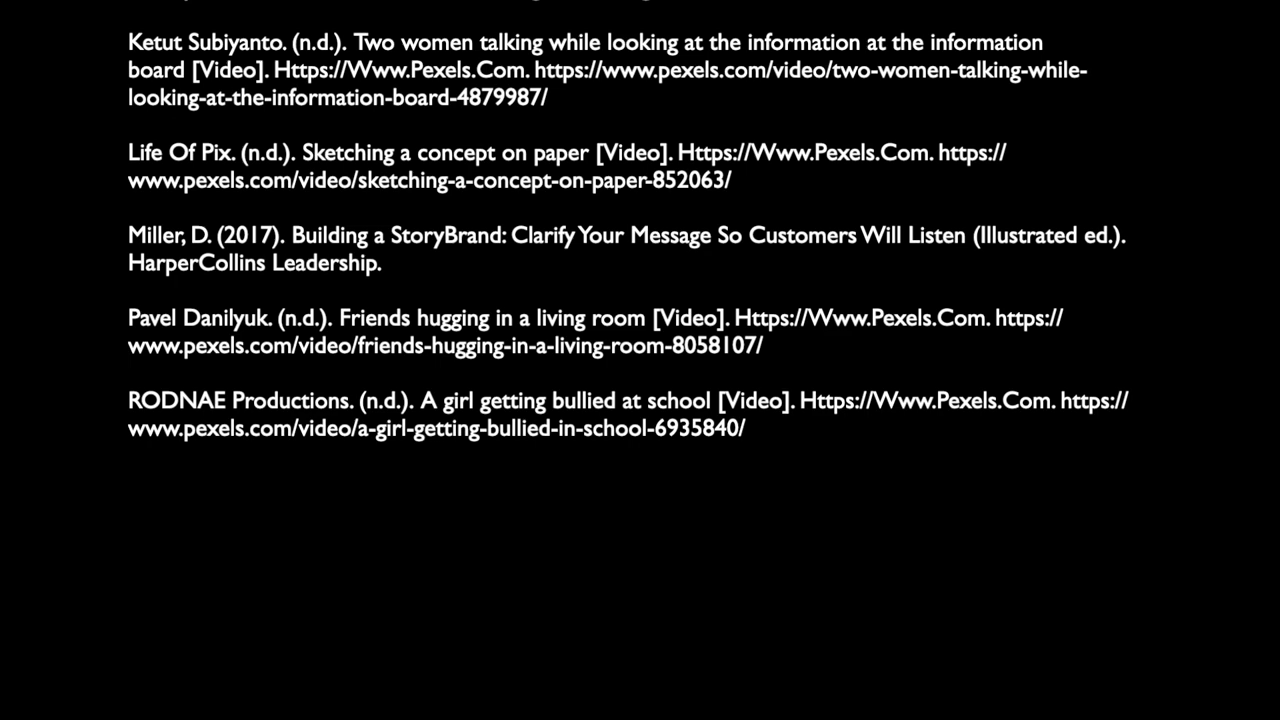 Ketut Subiyanto. (n.d.). Two women talking while looking at the information at the information
board [Video]. Https://Www.Pexels.Com. https://www.pexels.com/video/two-women-talking-while-
looking-at-the-information-board-4879987/
Life Of Pix. (n.d.). Sketching a concept on paper [Video]. Https://Www.Pexels.Com. https://
www.pexels.com/video/sketching-a-concept-on-paper-852063/
Miller, D. (2017). Building a StoryBrand: Clarify Your Message So Customers Will Listen (Illustrated ed.).
HarperCollins Leadership.
Pavel Danilyuk. (n.d.). Friends hugging in a living room [Video]. Https://Www.Pexels.Com. https://
www.pexels.com/video/friends-hugging-in-a-living-room-8058107/
RODNAE Productions. (n.d.). A girl getting bullied at school [Video]. Https://Www.Pexels.Com. https://
www.pexels.com/video/a-girl-getting-bullied-in-school-6935840/